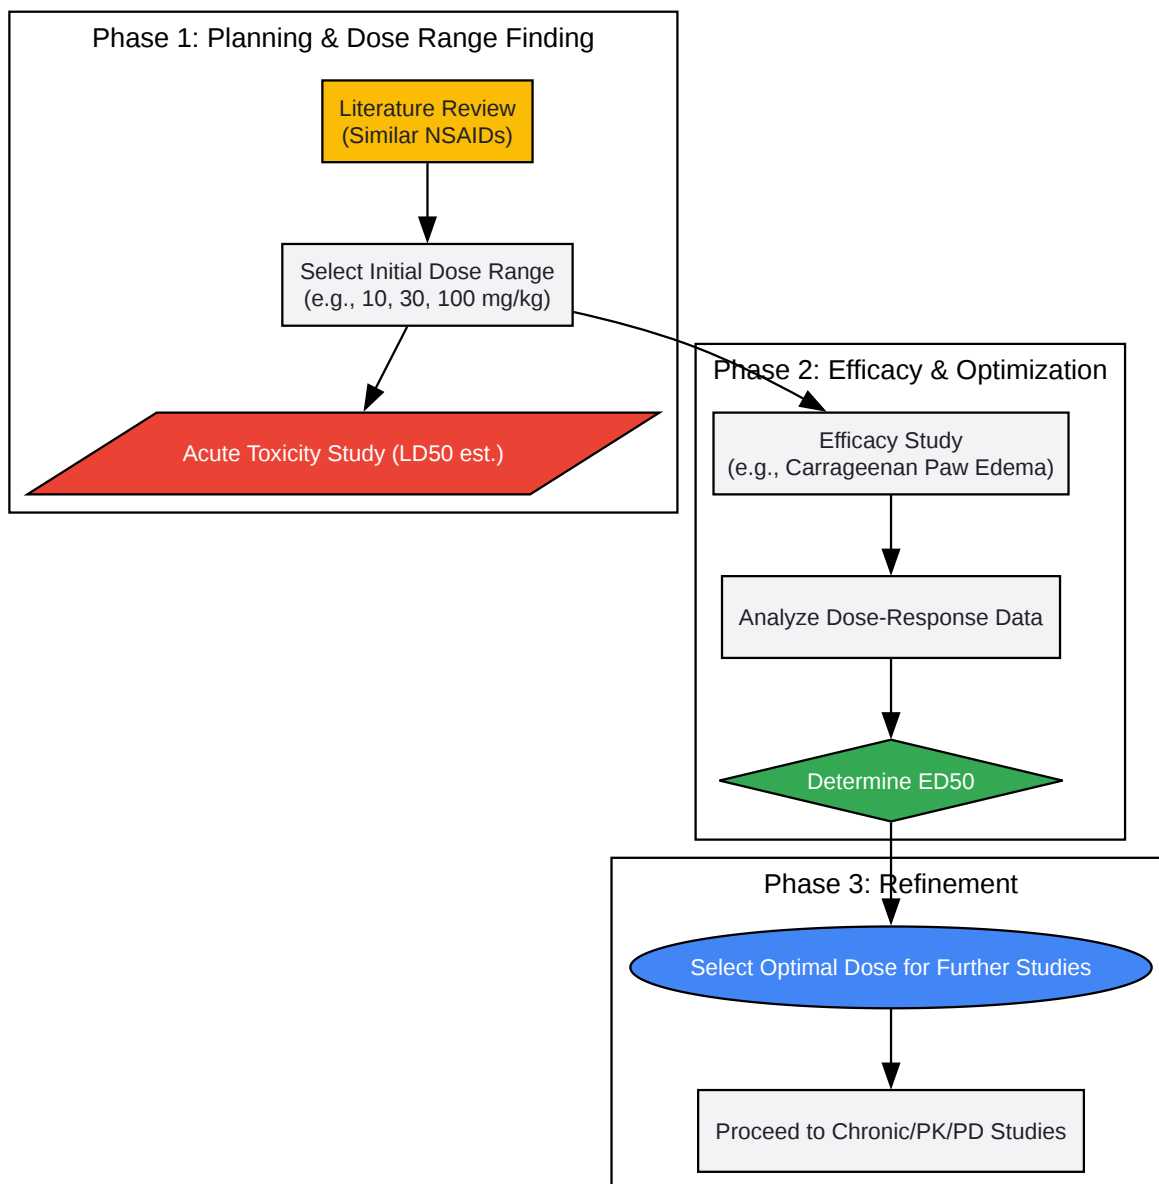 Phase 1: Planning & Dose Range Finding
Literature Review
(Similar NSAIDs)
Select Initial Dose Range
(e.g., 10, 30, 100 mg/kg)
Acute Toxicity Study (LD50 est.)
Phase 2: Efficacy & Optimization
Efficacy Study
(e.g., Carrageenan Paw Edema)
Analyze Dose-Response Data
Determine ED50
Phase 3: Refinement
Select Optimal Dose for Further Studies
Proceed to Chronic/PK/PD Studies